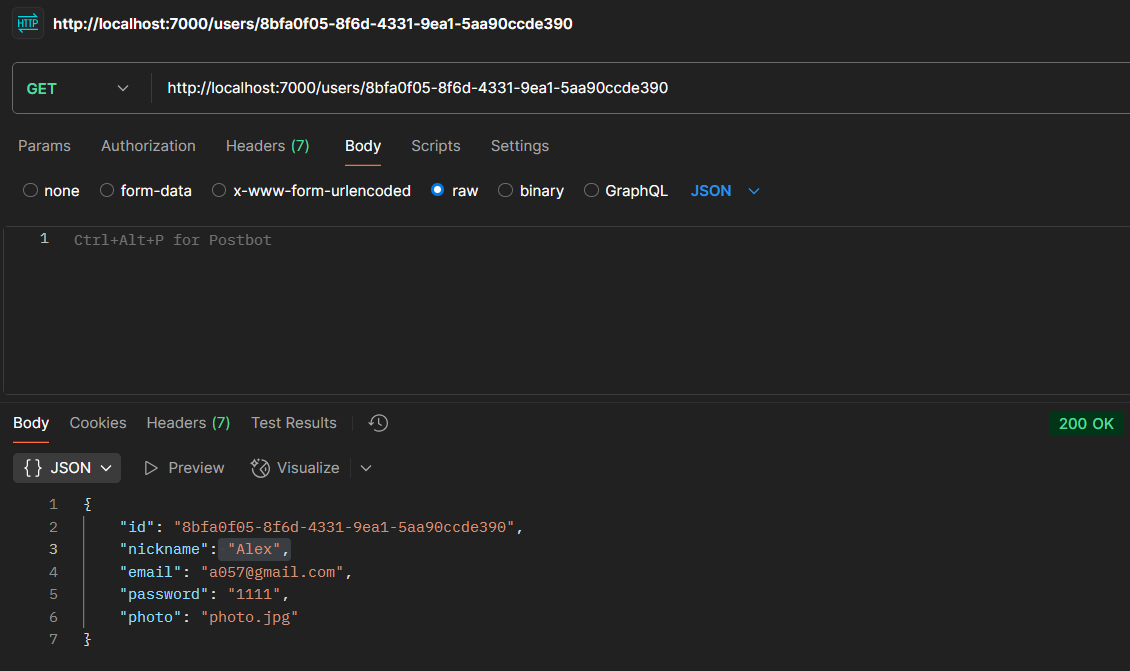 HTTP http://localhost:7000/users/8bfa0f05-8f6d-4331-9ea1-5aa90ccde390
GET http://localhost:7000/users/8bfa0f05-8f6d-4331-9ea1-5aa90ccde390
Params Authorization Headers (7) Body Scripts Settings
none form-data x-www-form-urlencoded raw binary GraphQL JSON
1 Ctrl+Alt+P for Postbot
Body Cookies Headers (7) Test Results 200 OK
{} JSON Preview Visualize
1 {
2 "id": "8bfa0f05-8f6d-4331-9ea1-5aa90ccde390",
3 "nickname": "Alex",
4 "email": "a057@gmail.com",
5 "password": "1111",
6 "photo": "photo.jpg"
7 }